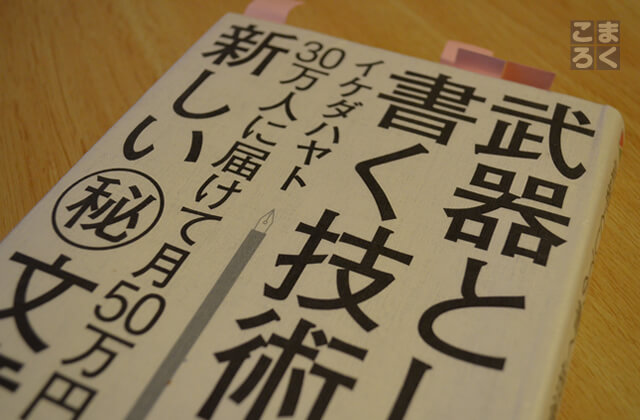 武器とし
書く技術
イケダハヤト
30万人に届けて月50万円
新しい㊙文
まく
ころ